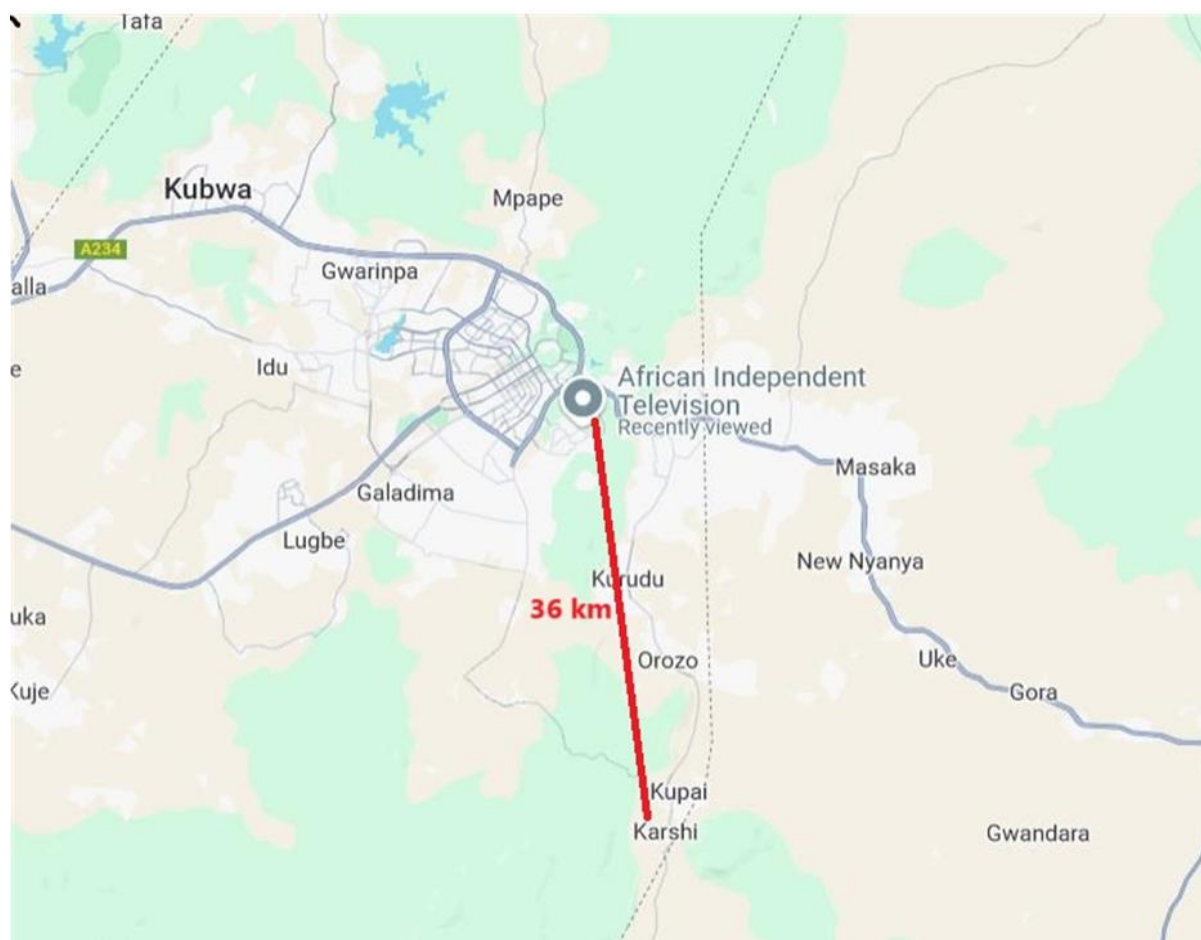 Tafa
Kubwa
Mpape
A234
Gwarinpa
alla
Idu
e
African Independent
Television
Recently viewed
Masaka
Galadima
Lugbe
New Nyanya
Kurudu
36 km
uka
Orozo
Uke
Kuje
Gora
Kupai
Karshi
Gwandara